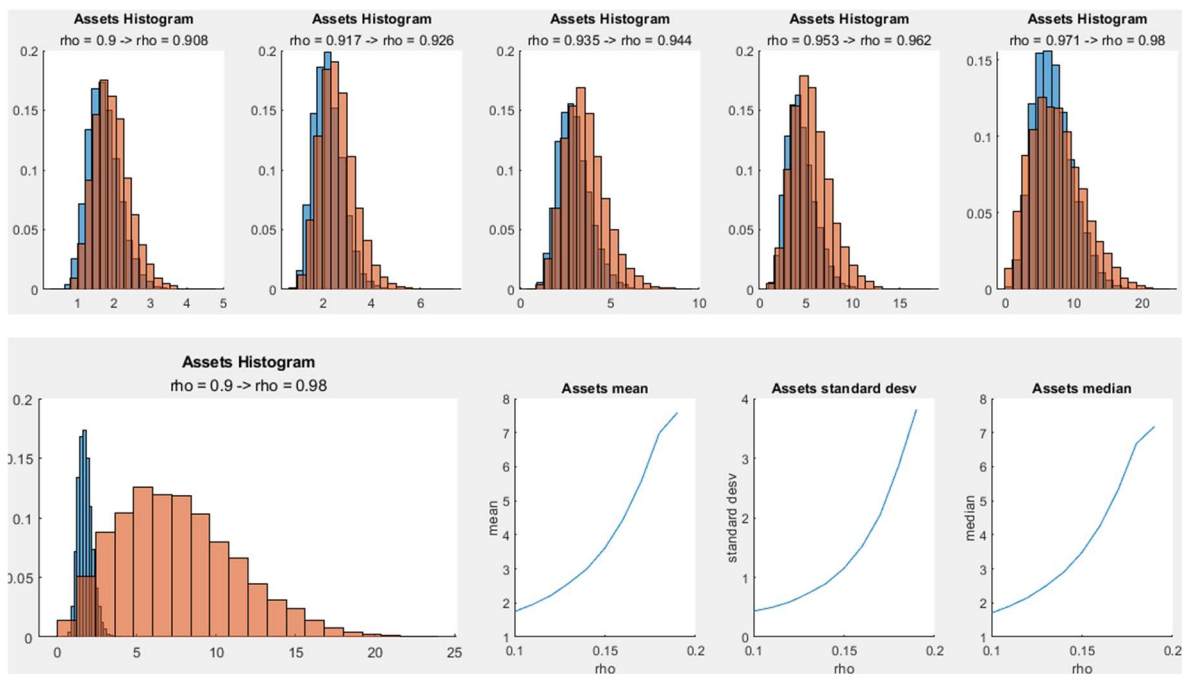 Assets Histogram
rho = 0.9 -> rho = 0.908
0.2
0.15
0.1
0.05
0
1 2 3 4 5
Assets Histogram
rho = 0.917 -> rho = 0.926
0.2
0.15
0.1
0.05
0
2 4 6
Assets Histogram
rho = 0.935 -> rho = 0.944
0.2
0.15
0.1
0.05
0
0 5 10
Assets Histogram
rho = 0.953 -> rho = 0.962
0.2
0.15
0.1
0.05
0
0 5 10 15
Assets Histogram
rho = 0.971 -> rho = 0.98
0.15
0.1
0.05
0
0 10 20
Assets Histogram
rho = 0.9 -> rho = 0.98
0.2
0.15
0.1
0.05
0
0 5 10 15 20 25
Assets mean
8
7
6
5
4
3
2
1
mean
0.1 0.15 0.2
rho
Assets standard desv
4
3
2
1
0
standard desv
0.1 0.15 0.2
rho
Assets median
8
7
6
5
4
3
2
1
median
0.1 0.15 0.2
rho